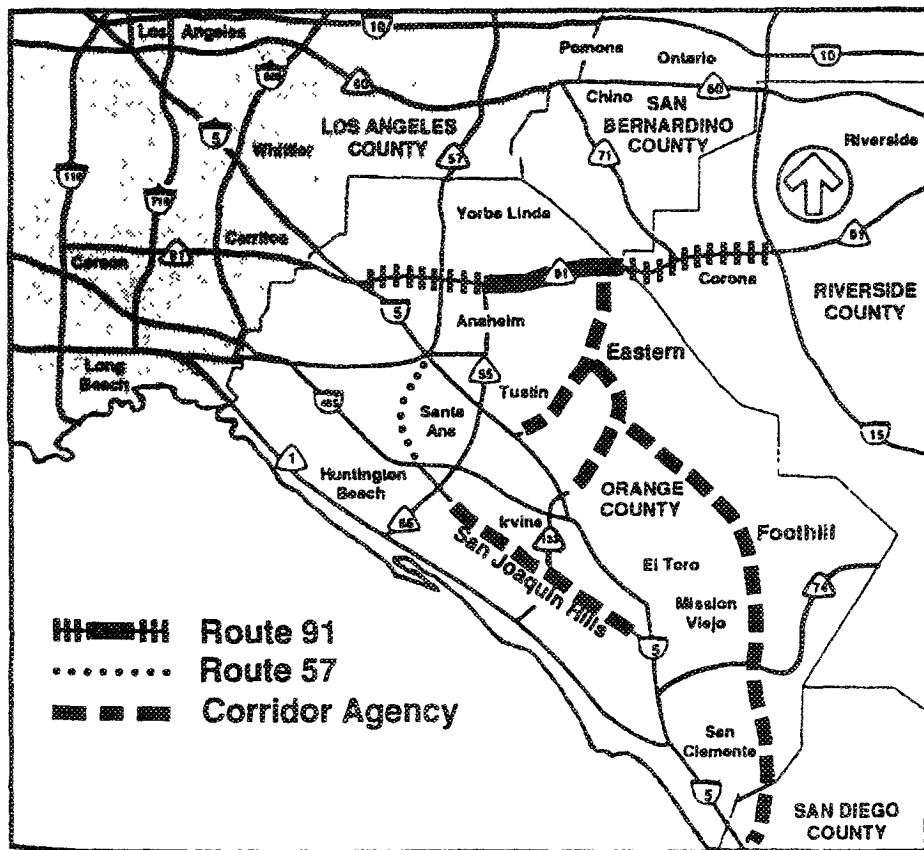 10
Los Angeles
Pomona
Ontario
10
60
60
Chino
SAN
BERNARDINO
COUNTY
LOS ANGELES
COUNTY
5
Whittier
57
71
Riverside
110
710
Yorba Linda
Cerritos
91
Carson
91
91
Corona
RIVERSIDE
COUNTY
5
Anaheim
Eastern
Long
Beach
55
Tustin
405
Santa
Ana
15
1
Huntington
Beach
ORANGE
COUNTY
Irvine
133
Foothill
El Toro
San Joaquin Hills
74
Mission
Viejo
5
Route 91
Route 57
Corridor Agency
San
Clemente
5
SAN DIEGO
COUNTY